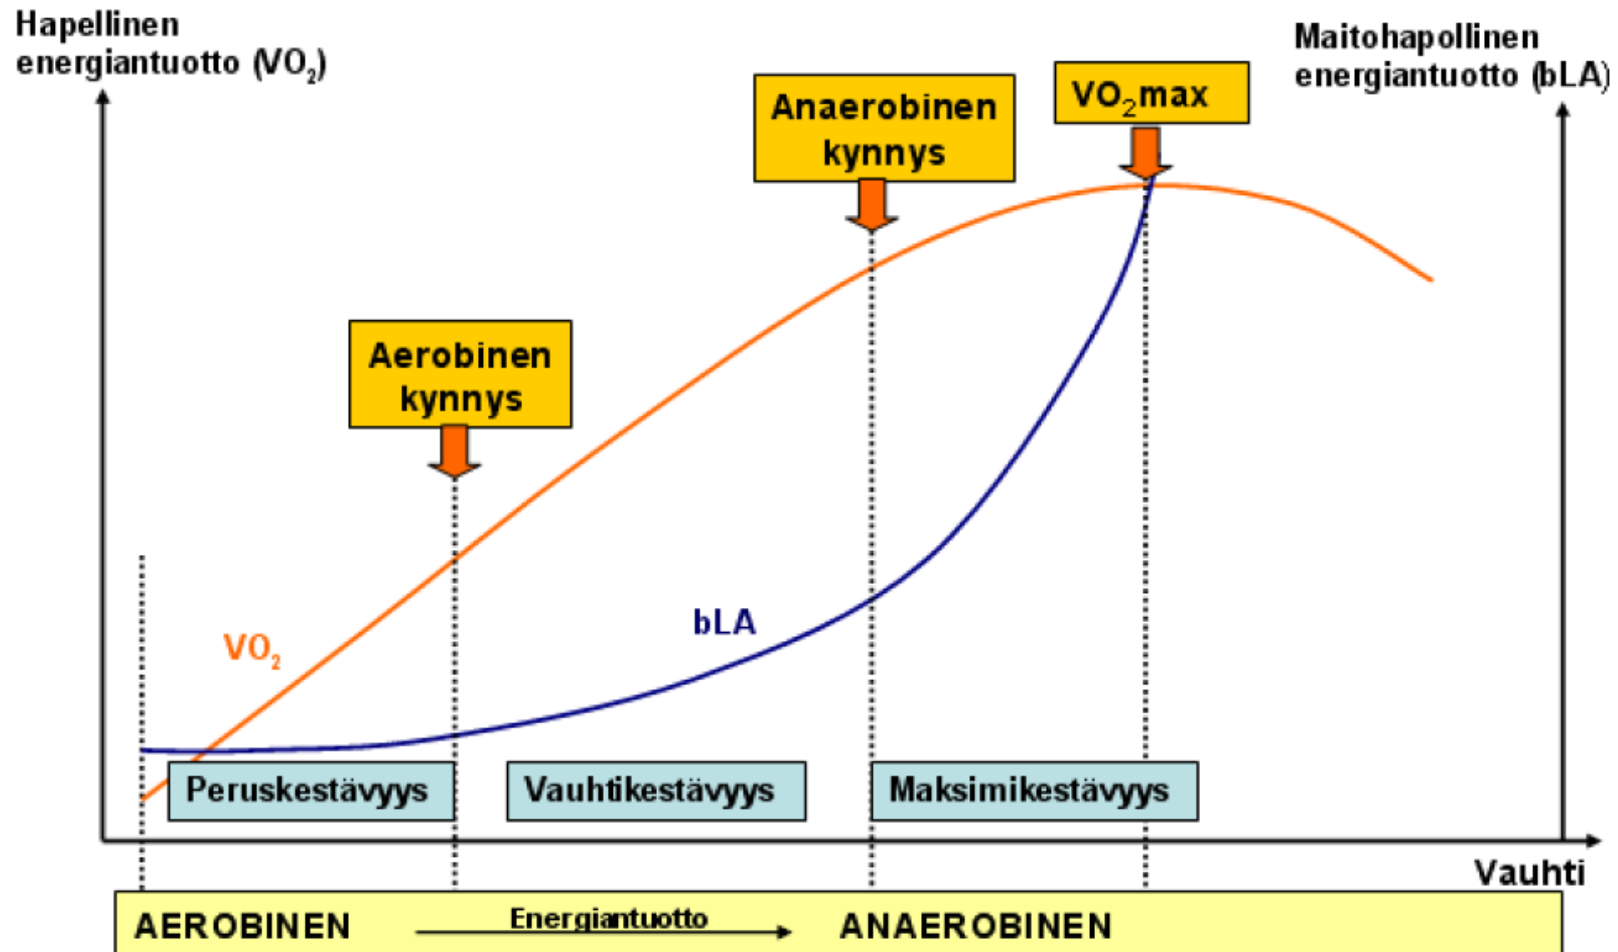 Hapellinen
energiantuotto (VO₂)
Maitohapollinen
energiantuotto (bLA)
Anaerobinen
kynnys
VO₂max
Aerobinen
kynnys
VO₂
bLA
Peruskestävyys
Vauhtikestävyys
Maksimikestävyys
Vauhti
AEROBINEN
Energiantuotto
ANAEROBINEN